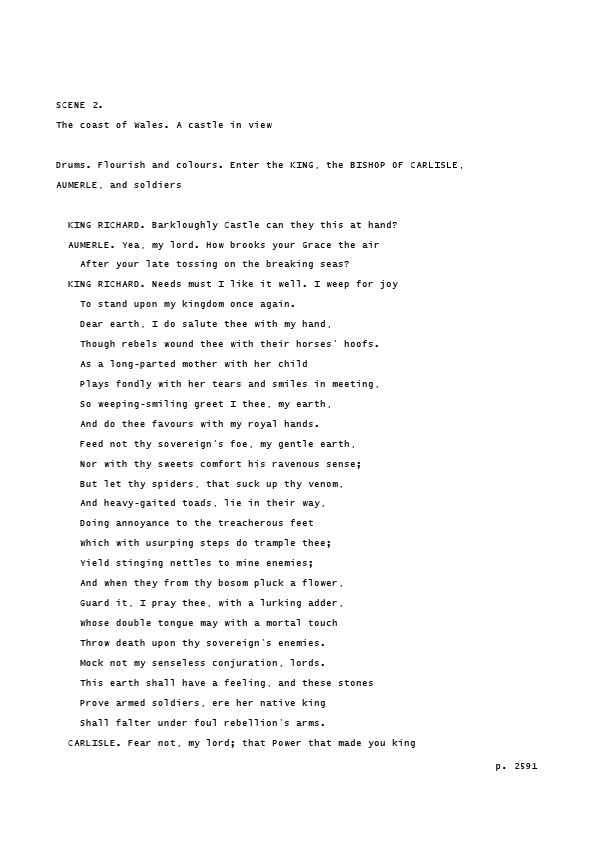 SCENE 2.
The coast of Wales. A castle in view
Drums. Flourish and colours. Enter the KING, the BISHOP OF CARLISLE,
AUMERLE, and soldiers
KING RICHARD. Barkloughly Castle can they this at hand?
AUMERLE. Yea, my lord. How brooks your Grace the air
After your late tossing on the breaking seas?
KING RICHARD. Needs must I like it well. I weep for joy
To stand upon my kingdom once again.
Dear earth, I do salute thee with my hand,
Though rebels wound thee with their horses' hoofs.
As a long-parted mother with her child
Plays fondly with her tears and smiles in meeting,
So weeping-smiling greet I thee, my earth,
And do thee favours with my royal hands.
Feed not thy sovereign's foe, my gentle earth,
Nor with thy sweets comfort his ravenous sense;
But let thy spiders, that suck up thy venom,
And heavy-gaited toads, lie in their way,
Doing annoyance to the treacherous feet
Which with usurping steps do trample thee;
Yield stinging nettles to mine enemies;
And when they from thy bosom pluck a flower,
Guard it, I pray thee, with a lurking adder,
Whose double tongue may with a mortal touch
Throw death upon thy sovereign's enemies.
Mock not my senseless conjuration, lords.
This earth shall have a feeling, and these stones
Prove armed soldiers, ere her native king
Shall falter under foul rebellion's arms.
CARLISLE. Fear not, my lord; that Power that made you king
p. 2591